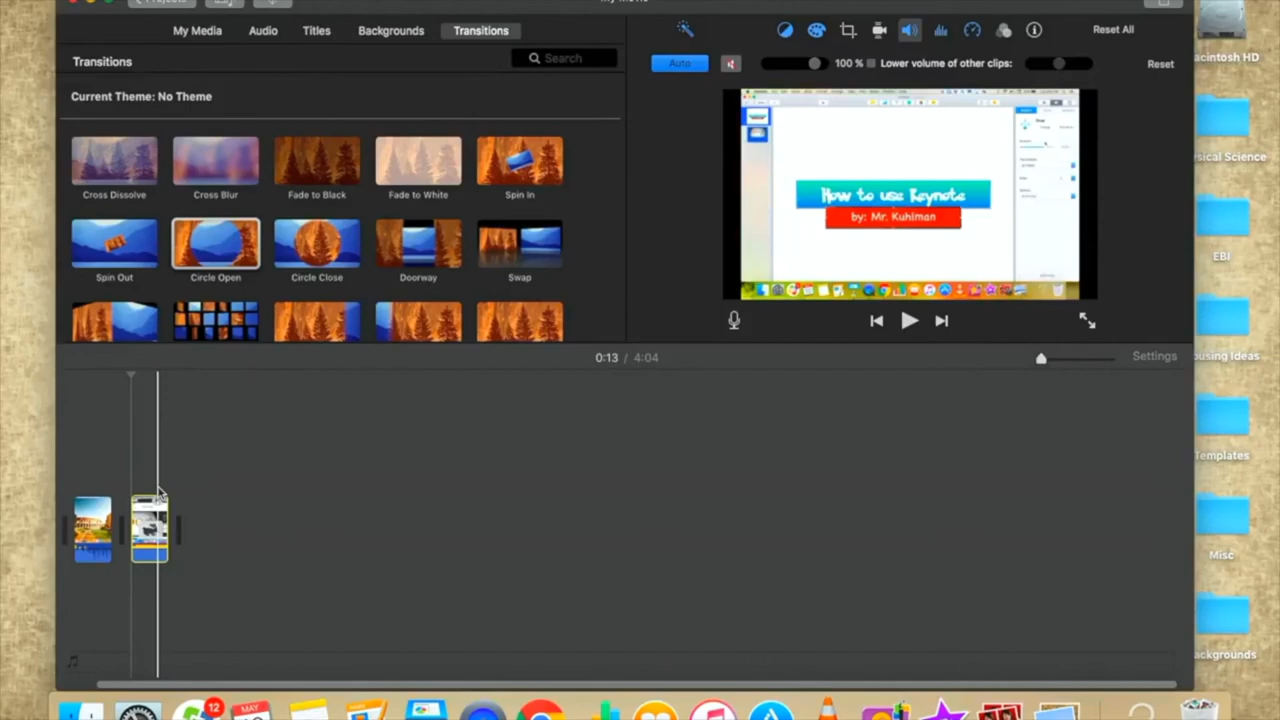 My Media Audio Titles Backgrounds Transitions
Reset All
Transitions
Search
Auto
100 %
Lower volume of other clips:
Reset
Current Theme: No Theme
Cross Dissolve Cross Blur Fade to Black Fade to White Spin In
Spin Out Circle Open Circle Close Doorway Swap
How to use Keynote
by: Mr. Kuhlman
0:13 / 4:04
Settings
acintosh HD
ysical Science
EBI
ousing Ideas
Templates
Misc
ackgrounds
12
MAY